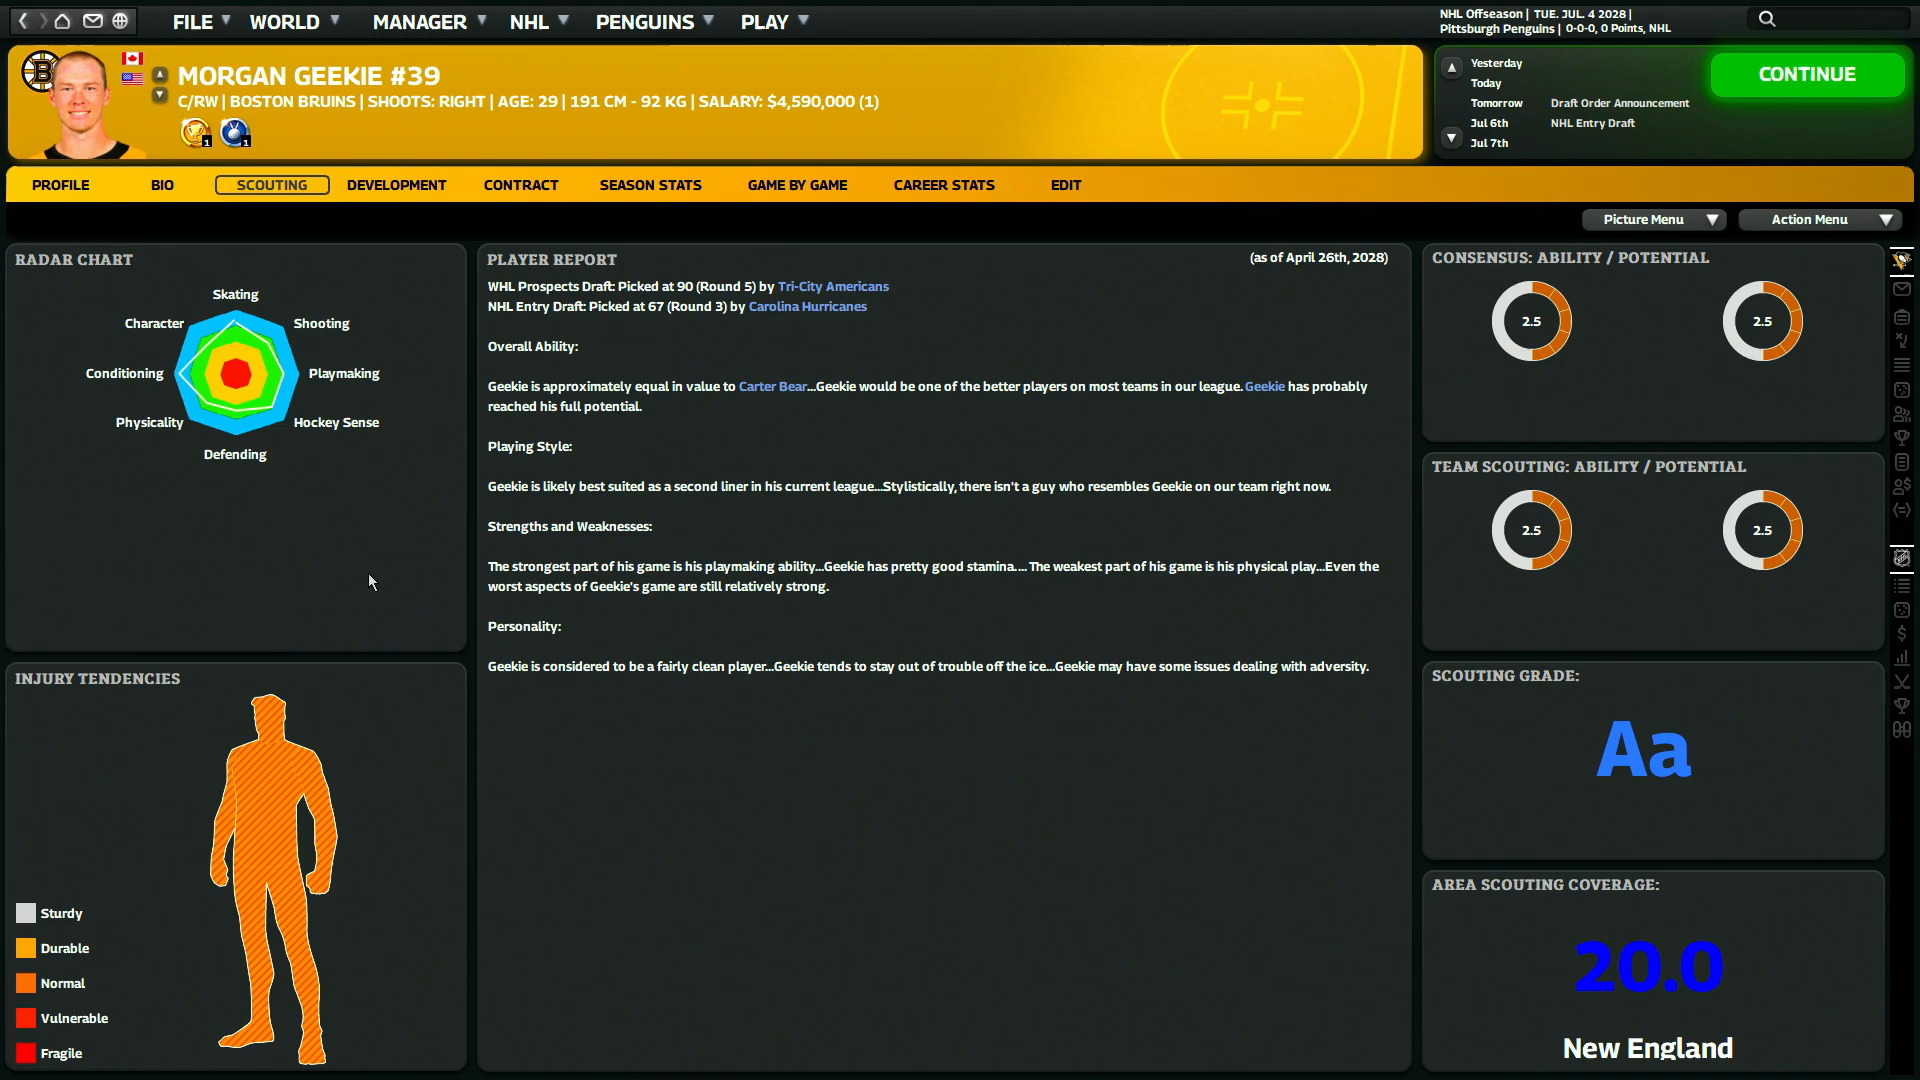 FILE WORLD MANAGER NHL PENGUINS PLAY
NHL Offseason | TUE. JUL. 4 2028 |
Pittsburgh Penguins | 0-0-0, 0 Points, NHL
B
MORGAN GEEKIE #39
C/RW | BOSTON BRUINS | SHOOTS: RIGHT | AGE: 29 | 191 CM - 92 KG | SALARY: $4,590,000 (1)
1 1
Yesterday
Today
Tomorrow Draft Order Announcement
Jul 6th NHL Entry Draft
Jul 7th
CONTINUE
PROFILE BIO SCOUTING DEVELOPMENT CONTRACT SEASON STATS GAME BY GAME CAREER STATS EDIT
Picture Menu Action Menu
RADAR CHART
Skating
Character Shooting
Conditioning Playmaking
Physicality Hockey Sense
Defending
INJURY TENDENCIES
Sturdy
Durable
Normal
Vulnerable
Fragile
PLAYER REPORT (as of April 26th, 2028)
WHL Prospects Draft: Picked at 90 (Round 5) by Tri-City Americans
NHL Entry Draft: Picked at 67 (Round 3) by Carolina Hurricanes
Overall Ability:
Geekie is approximately equal in value to Carter Bear...Geekie would be one of the better players on most teams in our league. Geekie has probably
reached his full potential.
Playing Style:
Geekie is likely best suited as a second liner in his current league...Stylistically, there isn't a guy who resembles Geekie on our team right now.
Strengths and Weaknesses:
The strongest part of his game is his playmaking ability...Geekie has pretty good stamina.... The weakest part of his game is his physical play...Even the
worst aspects of Geekie's game are still relatively strong.
Personality:
Geekie is considered to be a fairly clean player...Geekie tends to stay out of trouble off the ice...Geekie may have some issues dealing with adversity.
CONSENSUS: ABILITY / POTENTIAL
2.5 2.5
TEAM SCOUTING: ABILITY / POTENTIAL
2.5 2.5
SCOUTING GRADE:
Aa
AREA SCOUTING COVERAGE:
20.0
New England